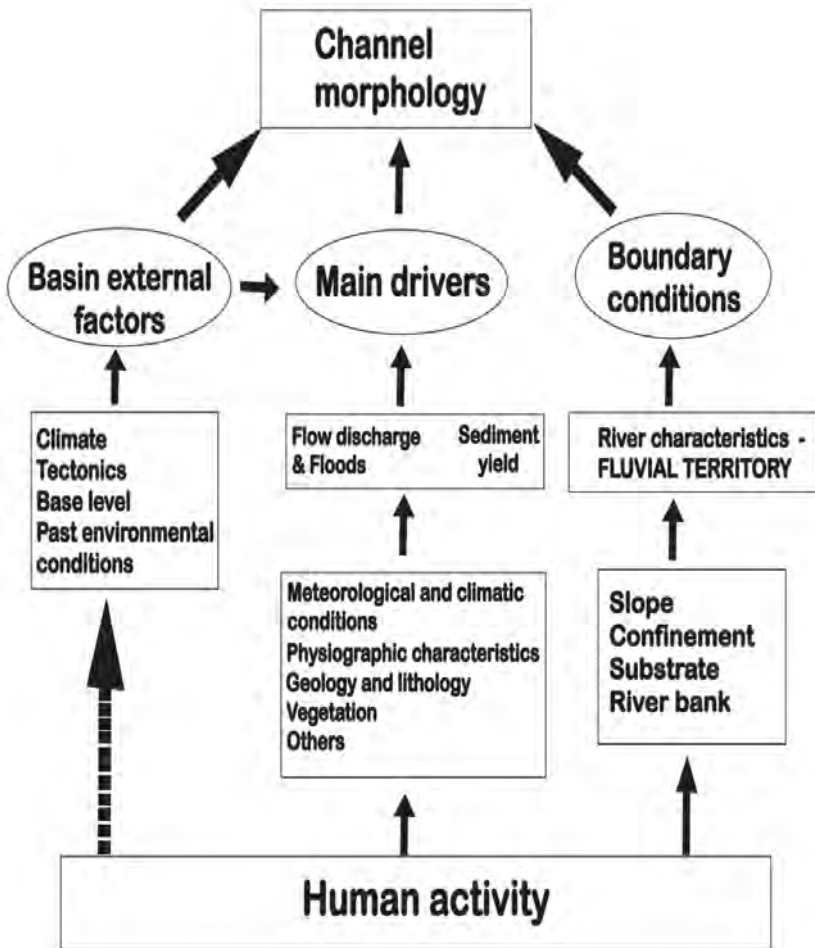 Channel
morphology
Basin external
factors
Main drivers
Boundary
conditions
Climate
Tectonics
Base level
Past environmental
conditions
Flow discharge
& Floods
Sediment
yield
River characteristics -
FLUVIAL TERRITORY
Meteorological and climatic
conditions
Physiographic characteristics
Geology and lithology
Vegetation
Others
Slope
Confinement
Substrate
River bank
Human activity